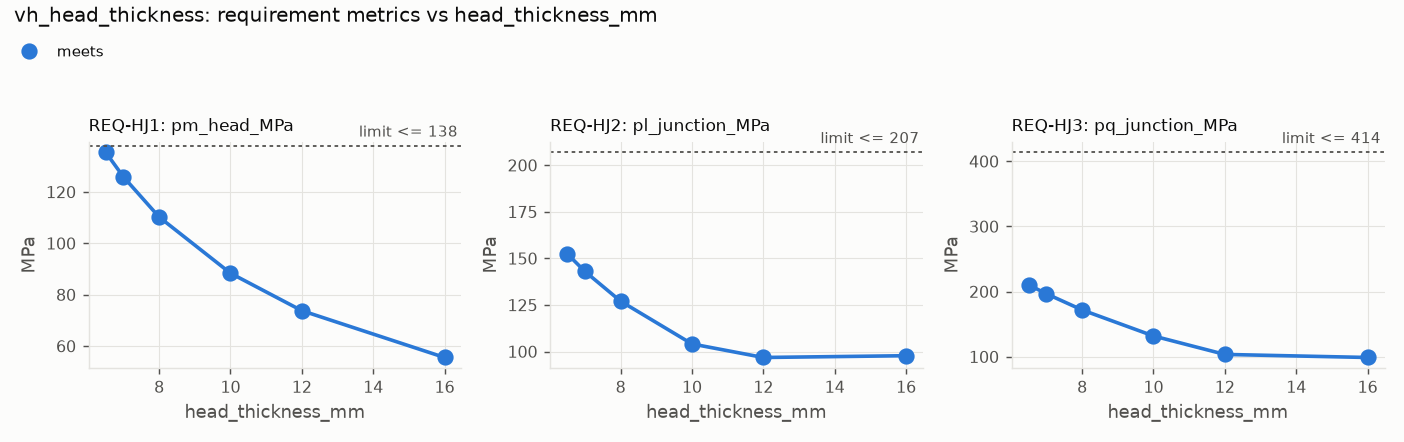 vh_head_thickness: requirement metrics vs head_thickness_mm
meets
REQ-HJ1: pm_head_MPa
limit <= 138
MPa
120
100
80
60
8 10 12 14 16
head_thickness_mm
REQ-HJ2: pl_junction_MPa
limit <= 207
MPa
200
175
150
125
100
8 10 12 14 16
head_thickness_mm
REQ-HJ3: pq_junction_MPa
limit <= 414
MPa
400
300
200
100
8 10 12 14 16
head_thickness_mm